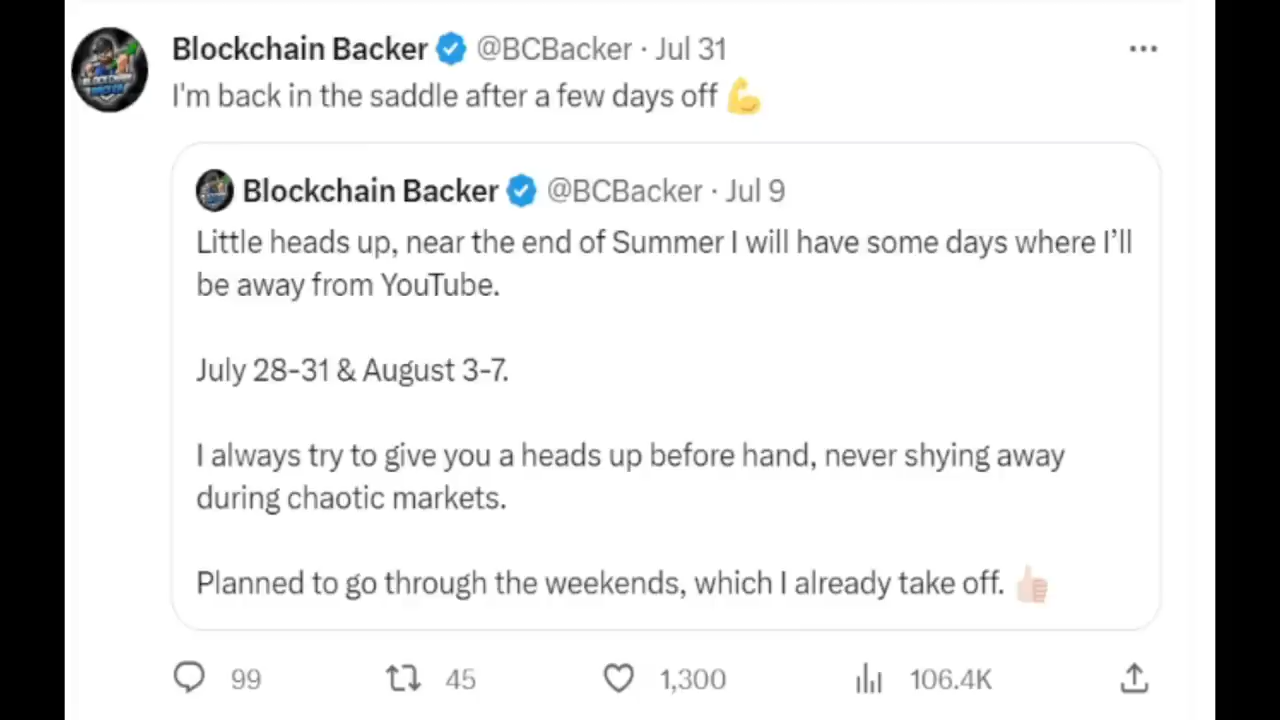 Blockchain Backer @BCBacker · Jul 31
I'm back in the saddle after a few days off 💪
Blockchain Backer @BCBacker · Jul 9
Little heads up, near the end of Summer I will have some days where I’ll
be away from YouTube.
July 28-31 & August 3-7.
I always try to give you a heads up before hand, never shying away
during chaotic markets.
Planned to go through the weekends, which I already take off. 👍🏻
99 45 1,300 106.4K